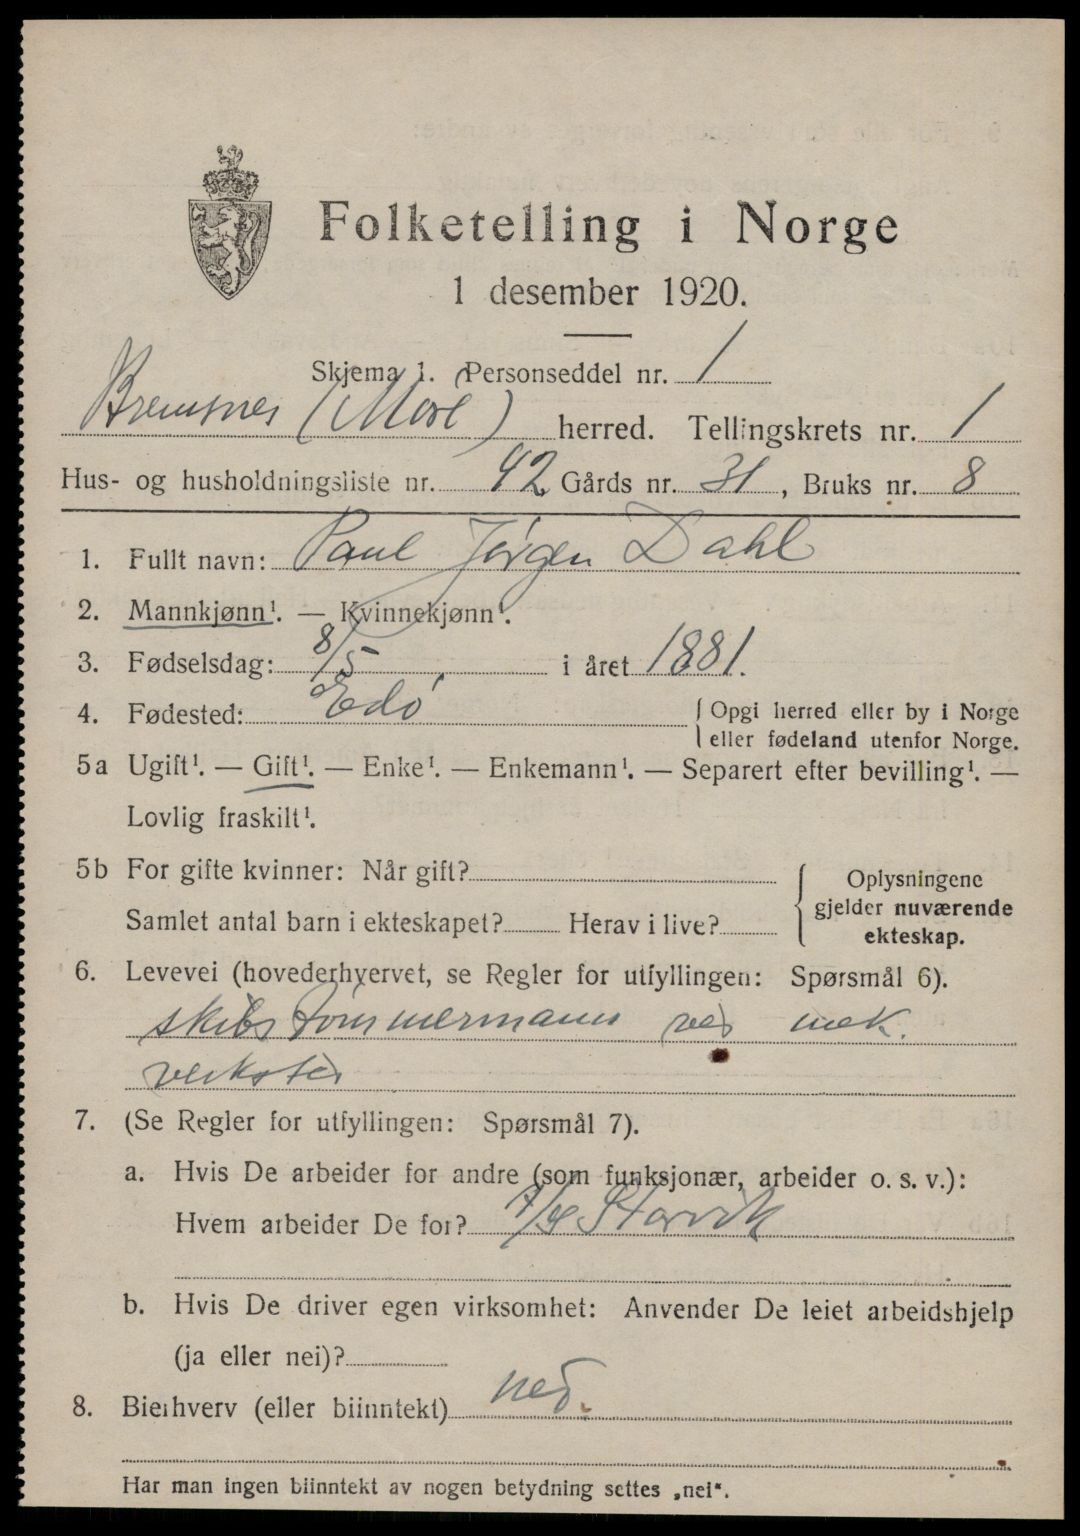 Folketelling i Norge
1 desember 1920.
Skjema 1. Personseddel nr. 1
Bremsnes (Møre) herred. Tellingskrets nr. 1
Hus- og husholdningsliste nr. 42 Gårds nr. 31, Bruks nr. 8
1. Fullt navn: Paul Jørgen Dahl
2. Mannkjønn¹. — Kvinnekjønn¹.
3. Fødselsdag: 8/5 i året 1881.
4. Fødested: Edø { Opgi herred eller by i Norge
eller fødeland utenfor Norge.
5a Ugift¹. — Gift¹. — Enke¹. — Enkemann¹. — Separert efter bevilling¹. —
Lovlig fraskilt¹.
5b For gifte kvinner: Når gift? { Oplysningene
gjelder nuværende
ekteskap.
Samlet antal barn i ekteskapet? Herav i live?
6. Levevei (hovederhvervet, se Regler for utfyllingen: Spørsmål 6).
skibstømmermann ved mek.
verksted
7. (Se Regler for utfyllingen: Spørsmål 7).
a. Hvis De arbeider for andre (som funksjonær, arbeider o. s. v.):
Hvem arbeider De for? A/S Storvik
b. Hvis De driver egen virksomhet: Anvender De leiet arbeidshjelp
(ja eller nei)?
8. Bierhverv (eller biinntekt) nei.
Har man ingen biinntekt av nogen betydning settes „nei“.